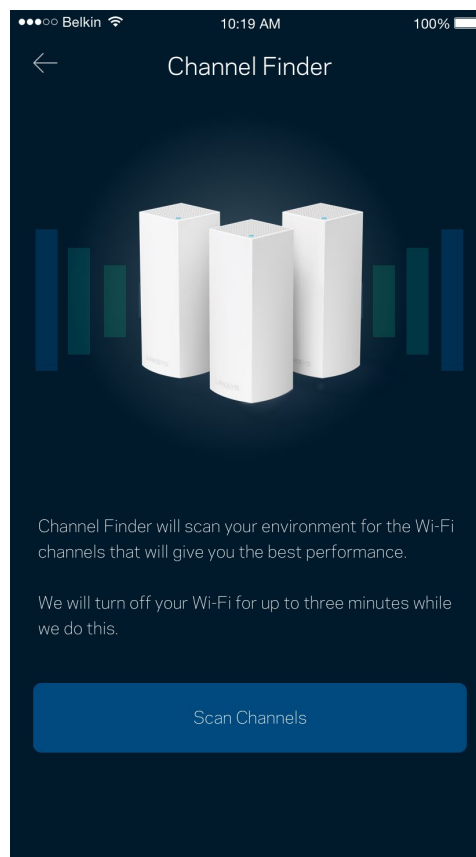 Belkin 10:19 AM 100%
Channel Finder
Channel Finder will scan your environment for the Wi-Fi
channels that will give you the best performance.
We will turn off your Wi-Fi for up to three minutes while
we do this.
Scan Channels